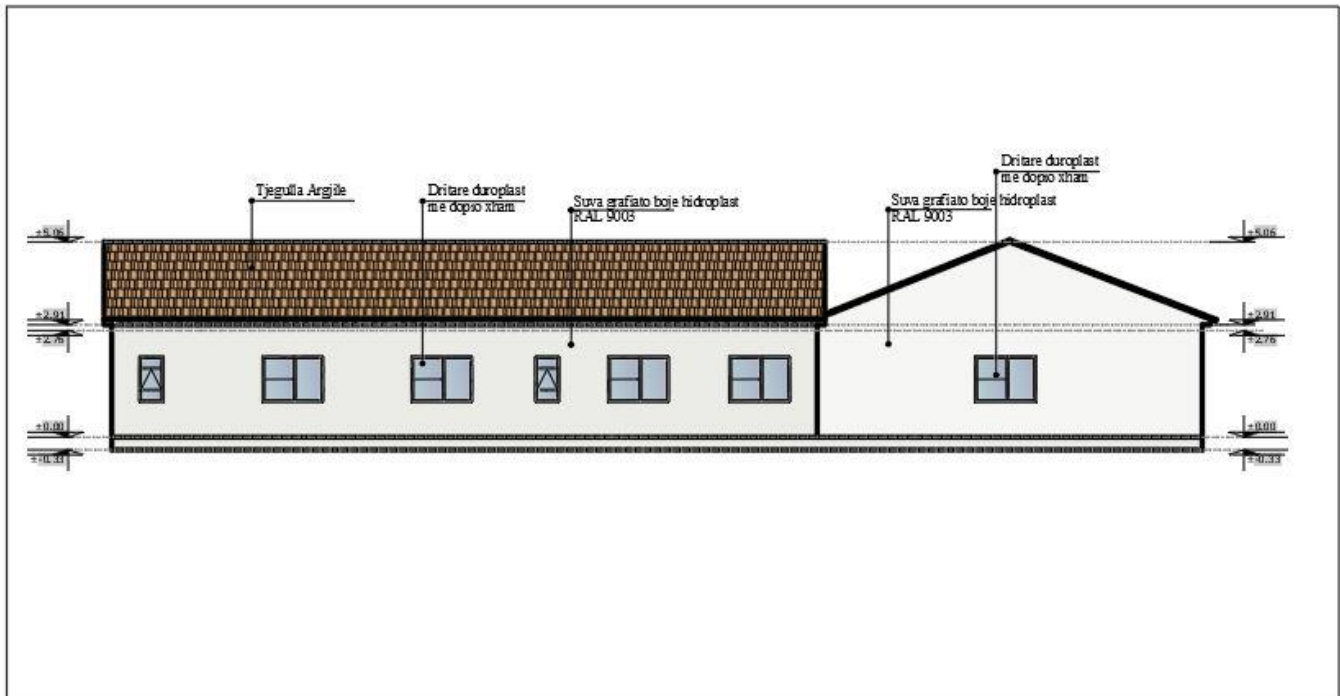 Dritare duroplast
me dopio xham
Tjegulla Argjile
Dritare duroplast
me dopio xham
Suva grafiato boje hidroplast
RAL 9003
Suva grafiato boje hidroplast
RAL 9003
±5.06
±5.06
±2.91
±2.91
±2.76
±2.76
±0.00
±0.00
±-0.33
±-0.33